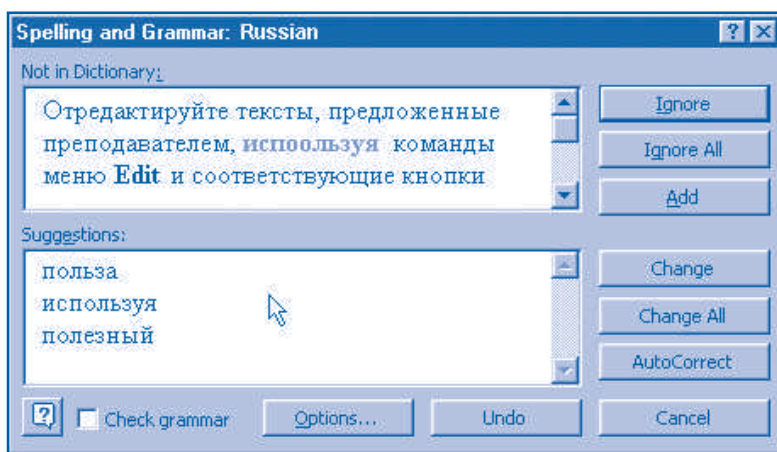 Spelling and Grammar: Russian
Not in Dictionary:
Отредактируйте тексты, предложенные
преподавателем, испоользуя команды
меню Edit и соответствующие кнопки
Ignore
Ignore All
Add
Suggestions:
польза
используя
полезный
Change
Change All
AutoCorrect
Check grammar
Options...
Undo
Cancel